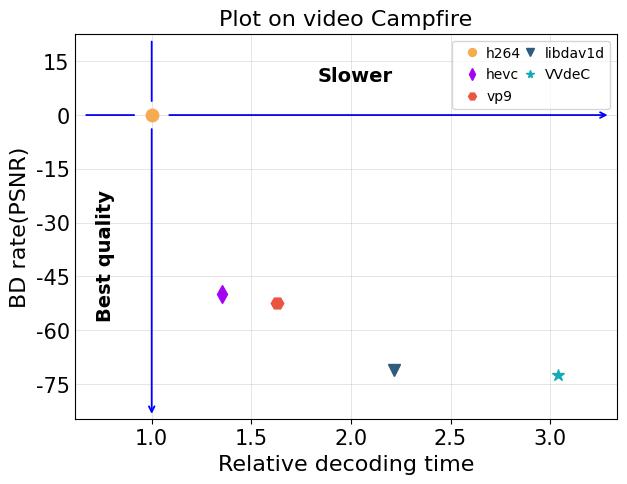 Plot on video Campfire
h264
libdav1d
hevc
VVdeC
vp9
Slower
Best quality
BD rate(PSNR)
15
0
-15
-30
-45
-60
-75
1.0
1.5
2.0
2.5
3.0
Relative decoding time